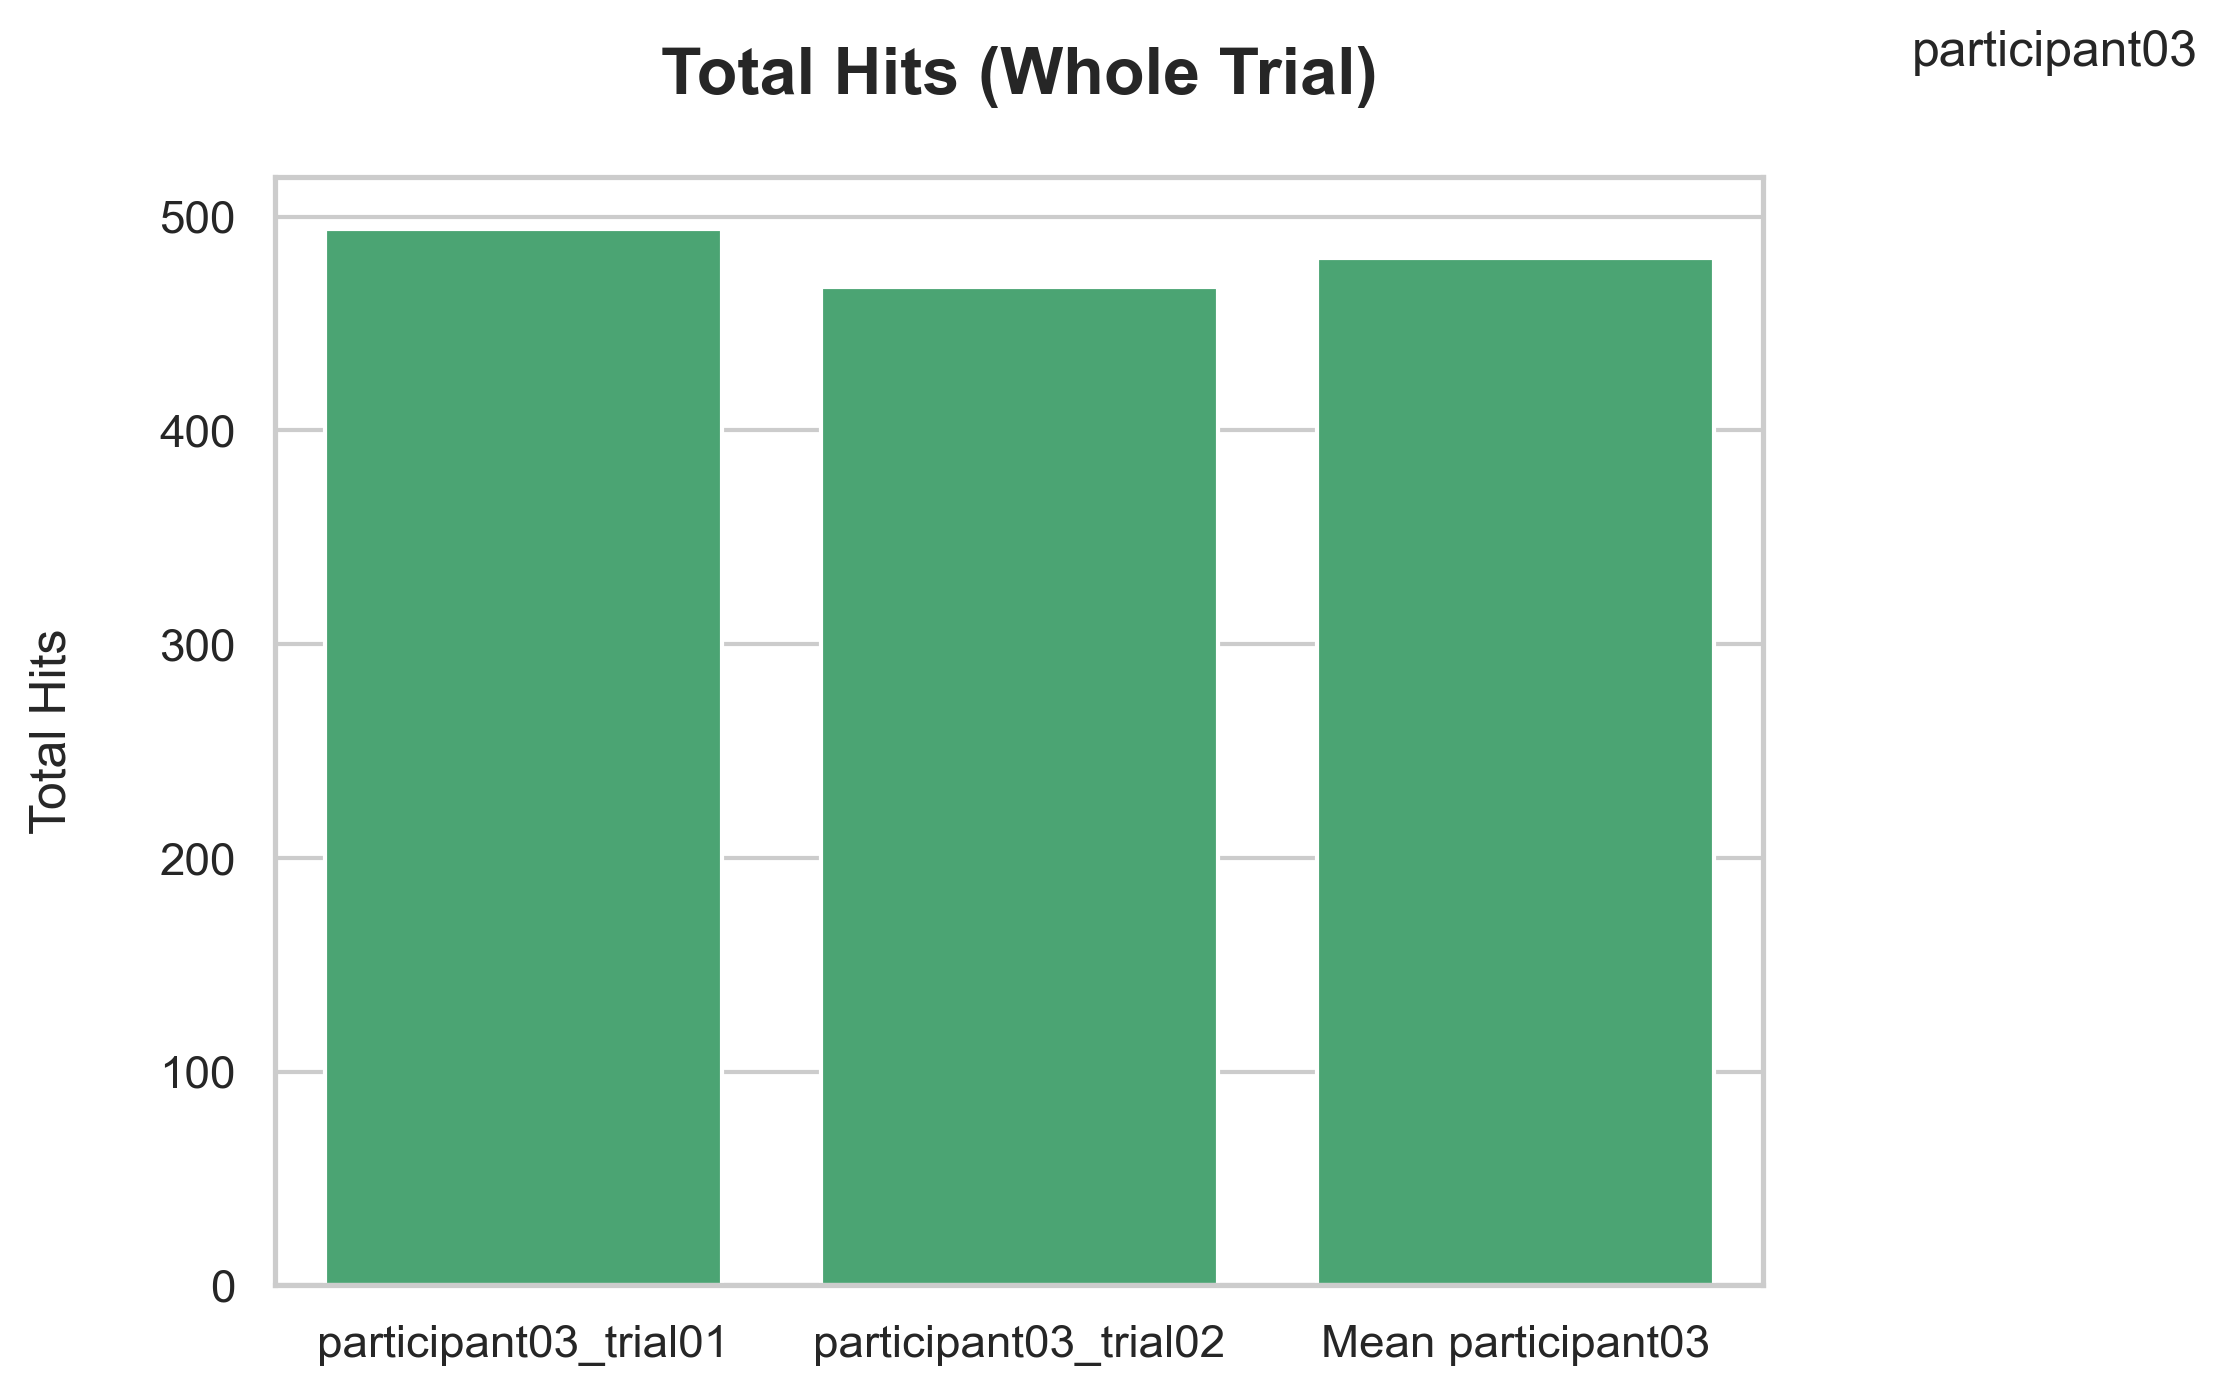 participant03
Total Hits (Whole Trial)
Total Hits
500
400
300
200
100
0
participant03_trial01
participant03_trial02
Mean participant03